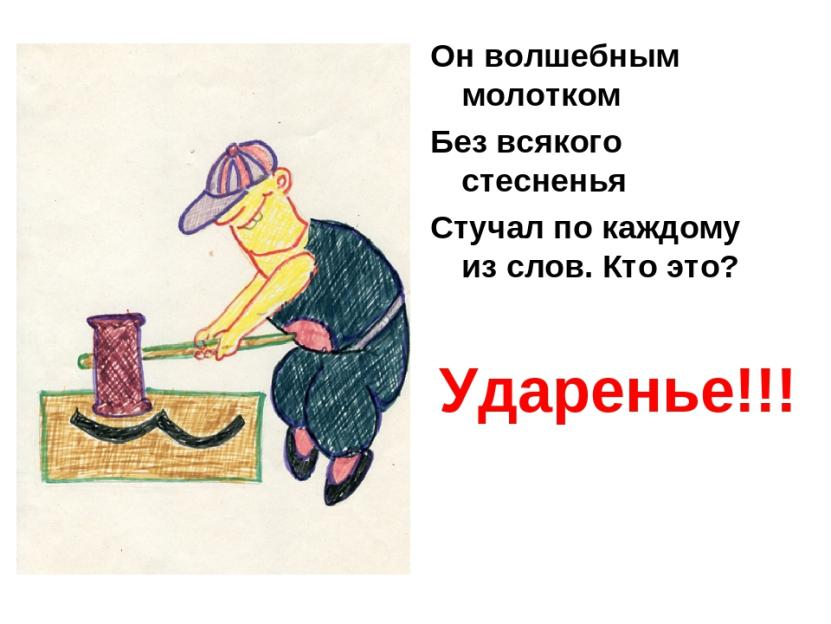 Он волшебным
молотком
Без всякого
стесненья
Стучал по каждому
из слов. Кто это?
Ударенье!!!